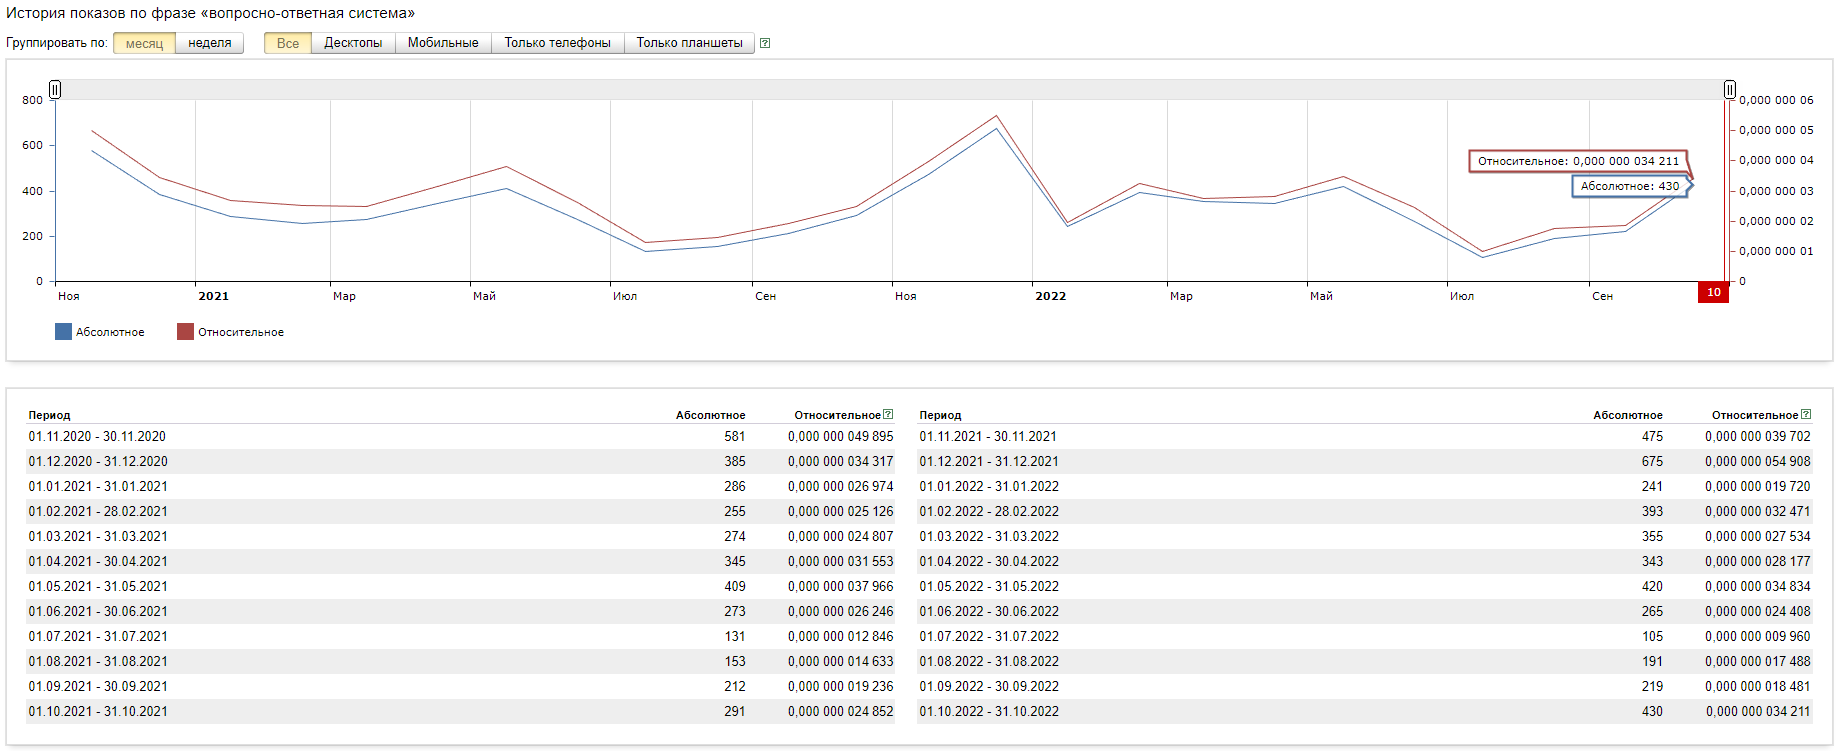 История показов по фразе «вопросно-ответная система»
Группировать по: месяц неделя Все Десктопы Мобильные Только телефоны Только планшеты ?
800 0,000 000 06
600 0,000 000 05
400 0,000 000 04
200 0,000 000 03
0 0,000 000 02
0,000 000 01
0
Относительное: 0,000 000 034 211
Абсолютное: 430
Ноя 2021 Мар Май Июл Сен Ноя 2022 Мар Май Июл Сен 10
Абсолютное Относительное
Период Абсолютное Относительное ?
01.11.2020 - 30.11.2020 581 0,000 000 049 895
01.12.2020 - 31.12.2020 385 0,000 000 034 317
01.01.2021 - 31.01.2021 286 0,000 000 026 974
01.02.2021 - 28.02.2021 255 0,000 000 025 126
01.03.2021 - 31.03.2021 274 0,000 000 024 807
01.04.2021 - 30.04.2021 345 0,000 000 031 553
01.05.2021 - 31.05.2021 409 0,000 000 037 966
01.06.2021 - 30.06.2021 273 0,000 000 026 246
01.07.2021 - 31.07.2021 131 0,000 000 012 846
01.08.2021 - 31.08.2021 153 0,000 000 014 633
01.09.2021 - 30.09.2021 212 0,000 000 019 236
01.10.2021 - 31.10.2021 291 0,000 000 024 852
Период Абсолютное Относительное ?
01.11.2021 - 30.11.2021 475 0,000 000 039 702
01.12.2021 - 31.12.2021 675 0,000 000 054 908
01.01.2022 - 31.01.2022 241 0,000 000 019 720
01.02.2022 - 28.02.2022 393 0,000 000 032 471
01.03.2022 - 31.03.2022 355 0,000 000 027 534
01.04.2022 - 30.04.2022 343 0,000 000 028 177
01.05.2022 - 31.05.2022 420 0,000 000 034 834
01.06.2022 - 30.06.2022 265 0,000 000 024 408
01.07.2022 - 31.07.2022 105 0,000 000 009 960
01.08.2022 - 31.08.2022 191 0,000 000 017 488
01.09.2022 - 30.09.2022 219 0,000 000 018 481
01.10.2022 - 31.10.2022 430 0,000 000 034 211